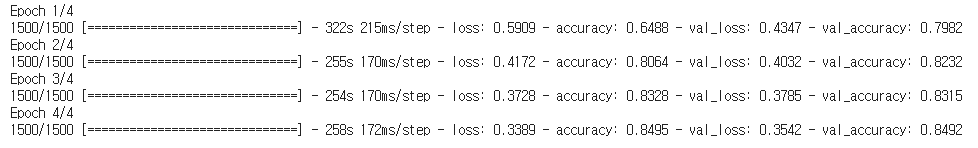 Epoch 1/4
1500/1500 [==============================] - 322s 215ms/step - loss: 0.5909 - accuracy: 0.6488 - val_loss: 0.4347 - val_accuracy: 0.7982
Epoch 2/4
1500/1500 [==============================] - 255s 170ms/step - loss: 0.4172 - accuracy: 0.8064 - val_loss: 0.4032 - val_accuracy: 0.8232
Epoch 3/4
1500/1500 [==============================] - 254s 170ms/step - loss: 0.3728 - accuracy: 0.8328 - val_loss: 0.3785 - val_accuracy: 0.8315
Epoch 4/4
1500/1500 [==============================] - 258s 172ms/step - loss: 0.3389 - accuracy: 0.8495 - val_loss: 0.3542 - val_accuracy: 0.8492